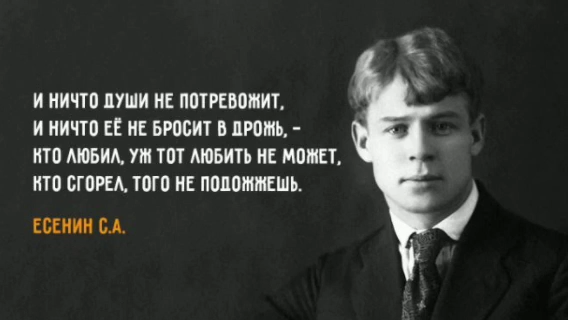 И НИЧТО ДУШИ НЕ ПОТРЕВОЖИТ,
И НИЧТО ЕЁ НЕ БРОСИТ В ДРОЖЬ, –
КТО ЛЮБИЛ, УЖ ТОТ ЛЮБИТЬ НЕ МОЖЕТ,
КТО СГОРЕЛ, ТОГО НЕ ПОДОЖЖЕШЬ.
ЕСЕНИН С.А.